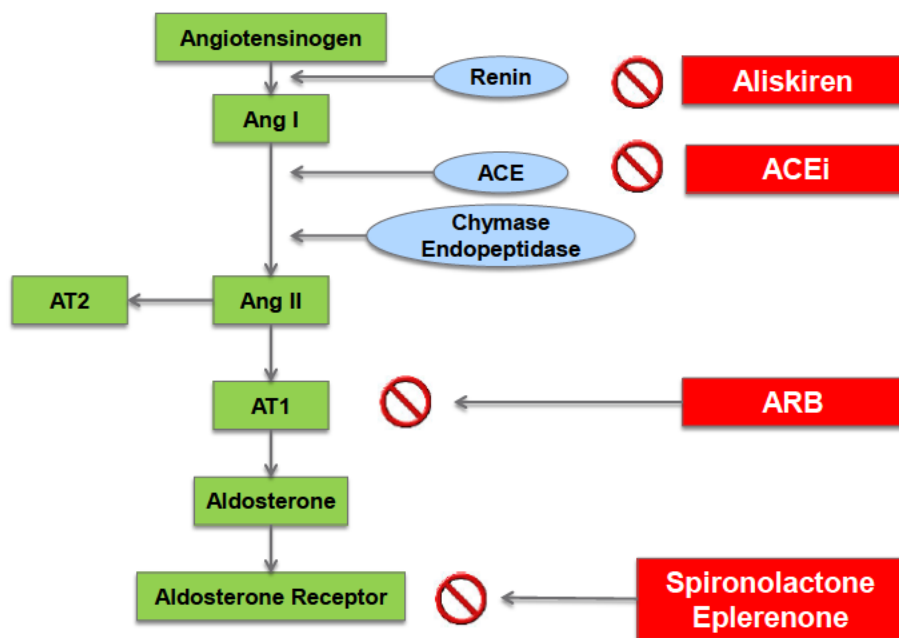 Angiotensinogen
Renin
Aliskiren
Ang I
ACE
ACEi
Chymase
Endopeptidase
AT2
Ang II
AT1
ARB
Aldosterone
Aldosterone Receptor
Spironolactone
Eplerenone